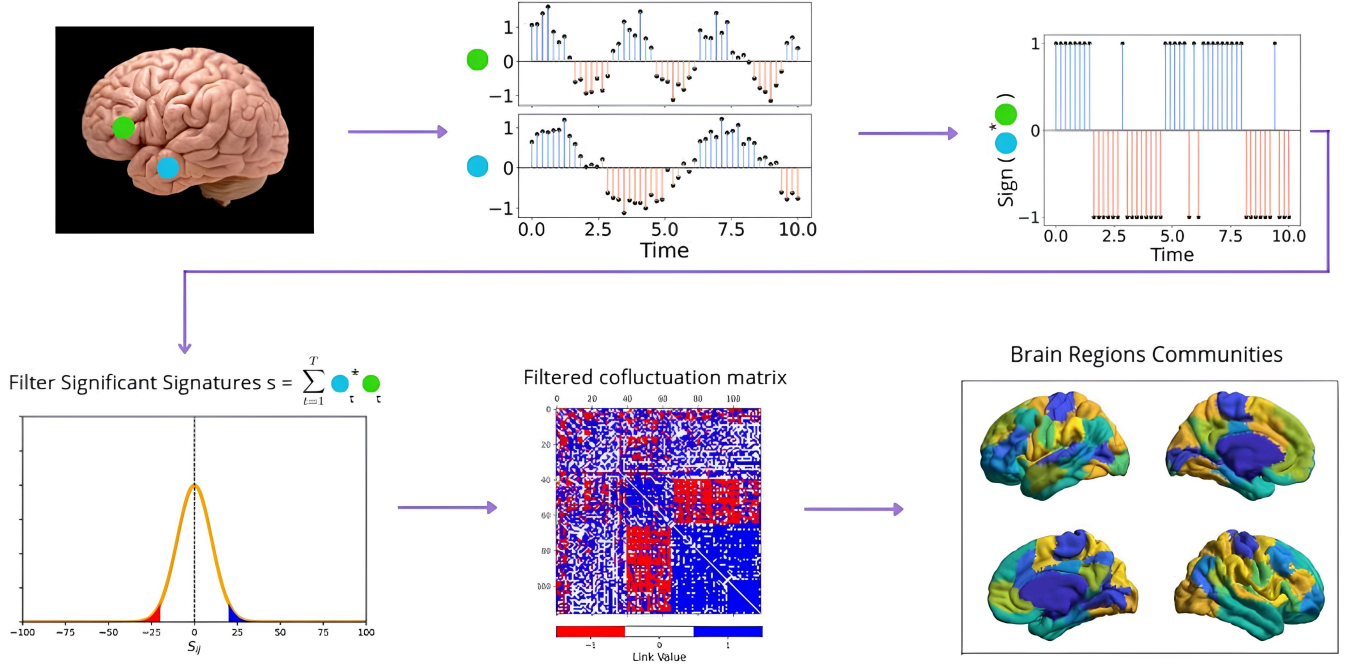 1
0
−1
1
0
−1
0.0 2.5 5.0 7.5 10.0
Time
1
0
−1
Sign ( * )
0.0 2.5 5.0 7.5 10.0
Time
Filter Significant Signatures s = T ∑ t=1 τ * τ
−100 −75 −50 −25 0 25 50 75 100
S_ij
Filtered cofluctuation matrix
0 20 40 60 80 100
0
20
40
60
80
100
−1 0 1
Link Value
Brain Regions Communities